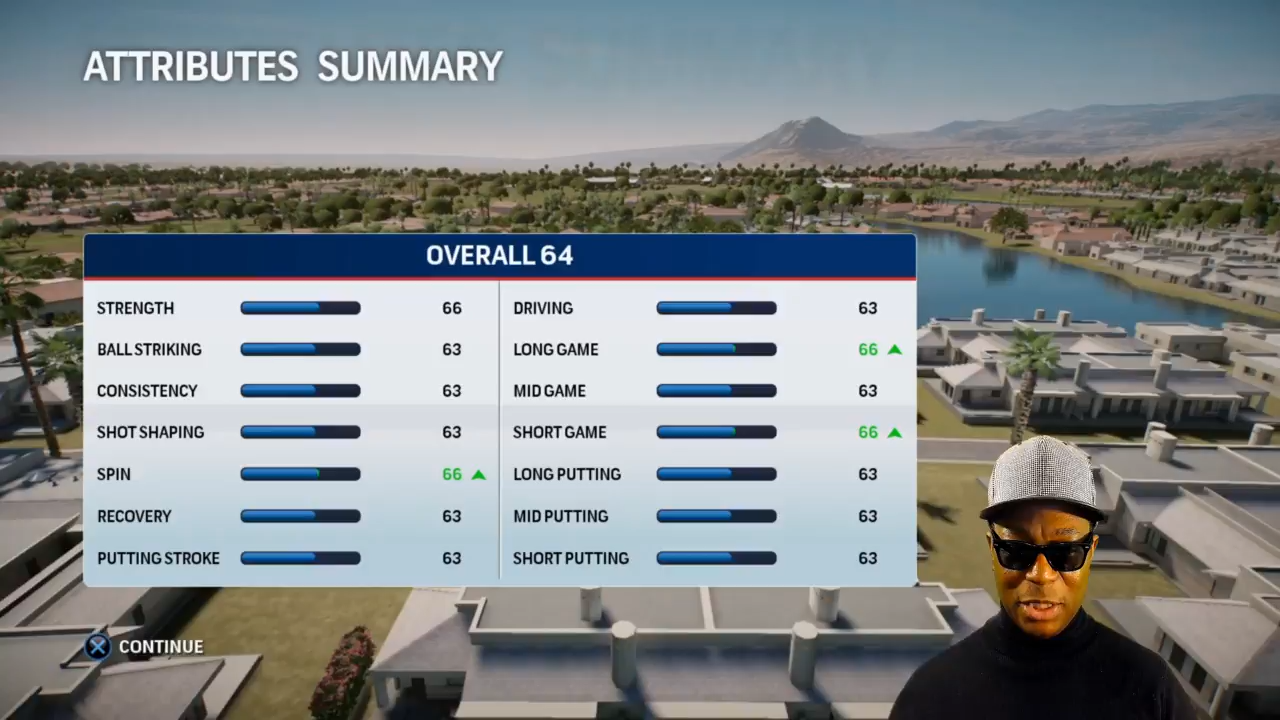 ATTRIBUTES SUMMARY
OVERALL 64
STRENGTH 66
BALL STRIKING 63
CONSISTENCY 63
SHOT SHAPING 63
SPIN 66
RECOVERY 63
PUTTING STROKE 63
DRIVING 63
LONG GAME 66
MID GAME 63
SHORT GAME 66
LONG PUTTING 63
MID PUTTING 63
SHORT PUTTING 63
CONTINUE